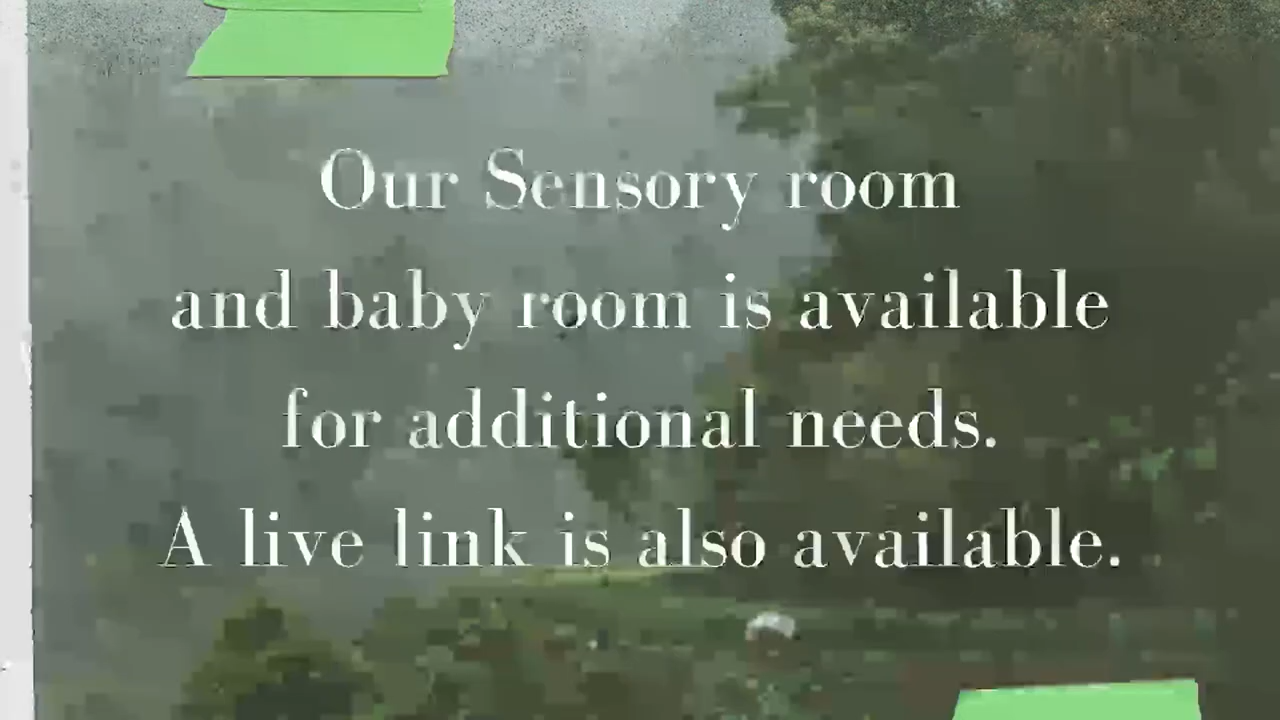 Our Sensory room
and baby room is available
for additional needs.
A live link is also available.